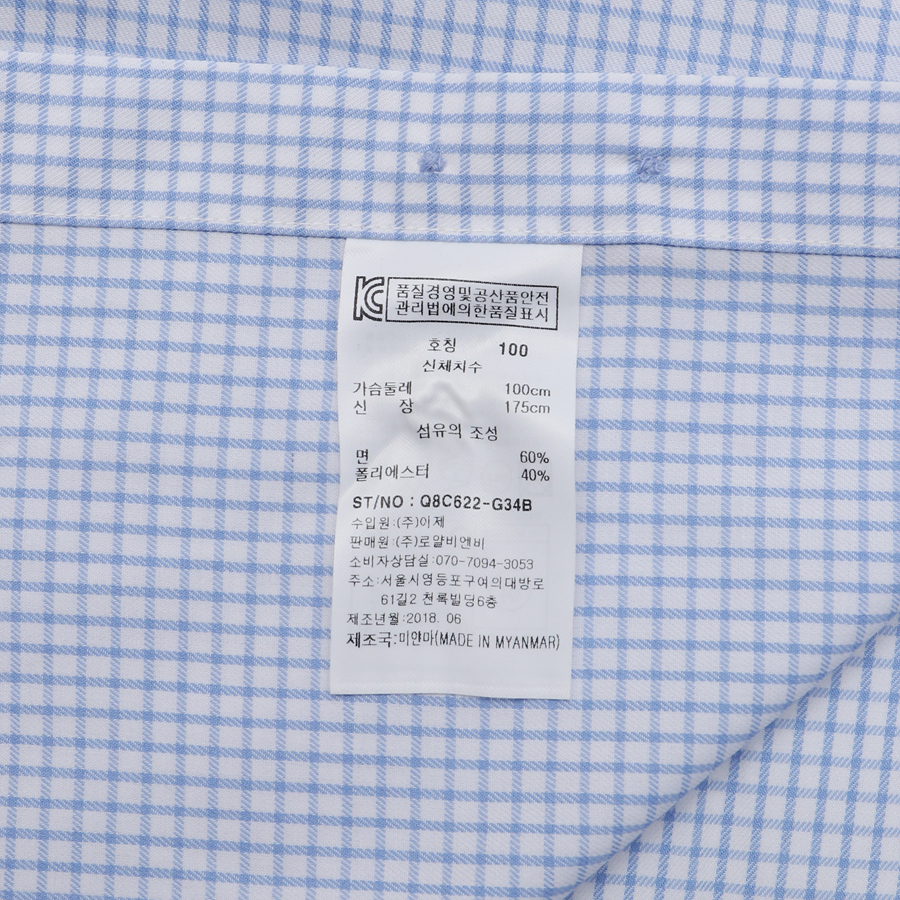 KC 품질경영및공산품안전
관리법에의한품질표시
호칭 100
신체치수
가슴둘레 100cm
신 장 175cm
섬유의 조성
면 60%
폴리에스터 40%
ST/NO : Q8C622-G34B
수입원:(주)이제
판매원:(주)로얄비엔비
소비자상담실:070-7094-3053
주소:서울시영등포구여의대방로
61길2 천록빌딩6층
제조년월:2018. 06
제조국:미얀마(MADE IN MYANMAR)